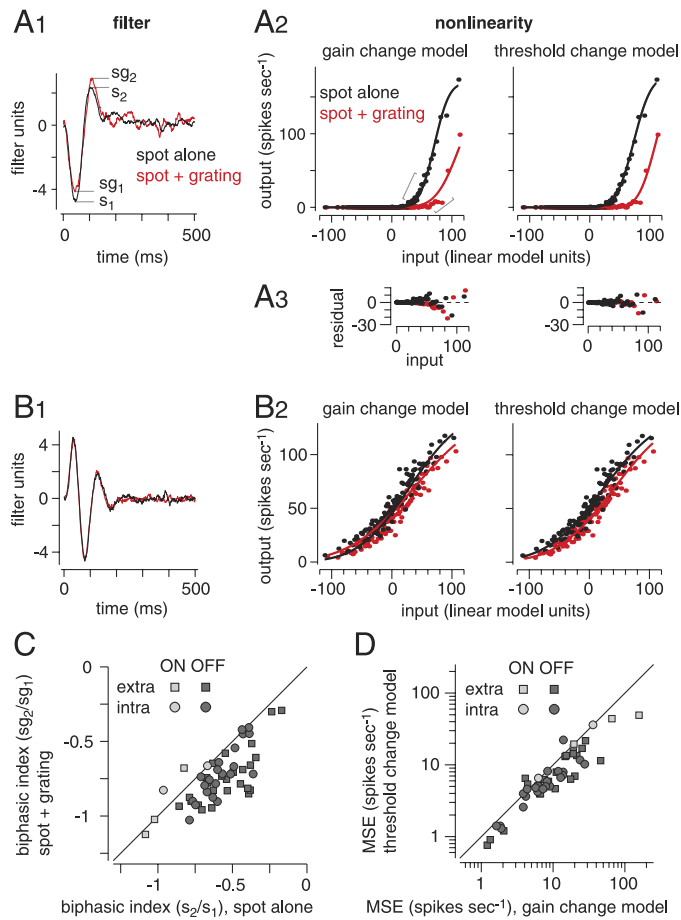 A1
filter
A2
nonlinearity
gain change model
threshold change model
sg2
s2
spot alone
spot + grating
sg1
s1
filter units
0
-4
0
500
time (ms)
spot alone
spot + grating
output (spikes sec⁻¹)
100
0
-100
0
100
-100
0
100
input (linear model units)
A3
residual
0
-30
0
100
input
0
-30
0
100
B1
B2
gain change model
threshold change model
filter units
4
0
-4
0
500
time (ms)
output (spikes sec⁻¹)
100
50
0
-100
0
100
-100
0
100
input (linear model units)
C
D
biphasic index (sg2/sg1)
spot + grating
0
-0.5
-1
ON OFF
extra
intra
-1
-0.5
0
biphasic index (s2/s1), spot alone
MSE (spikes sec⁻¹)
threshold change model
100
10
1
ON OFF
extra
intra
1
10
100
MSE (spikes sec⁻¹), gain change model